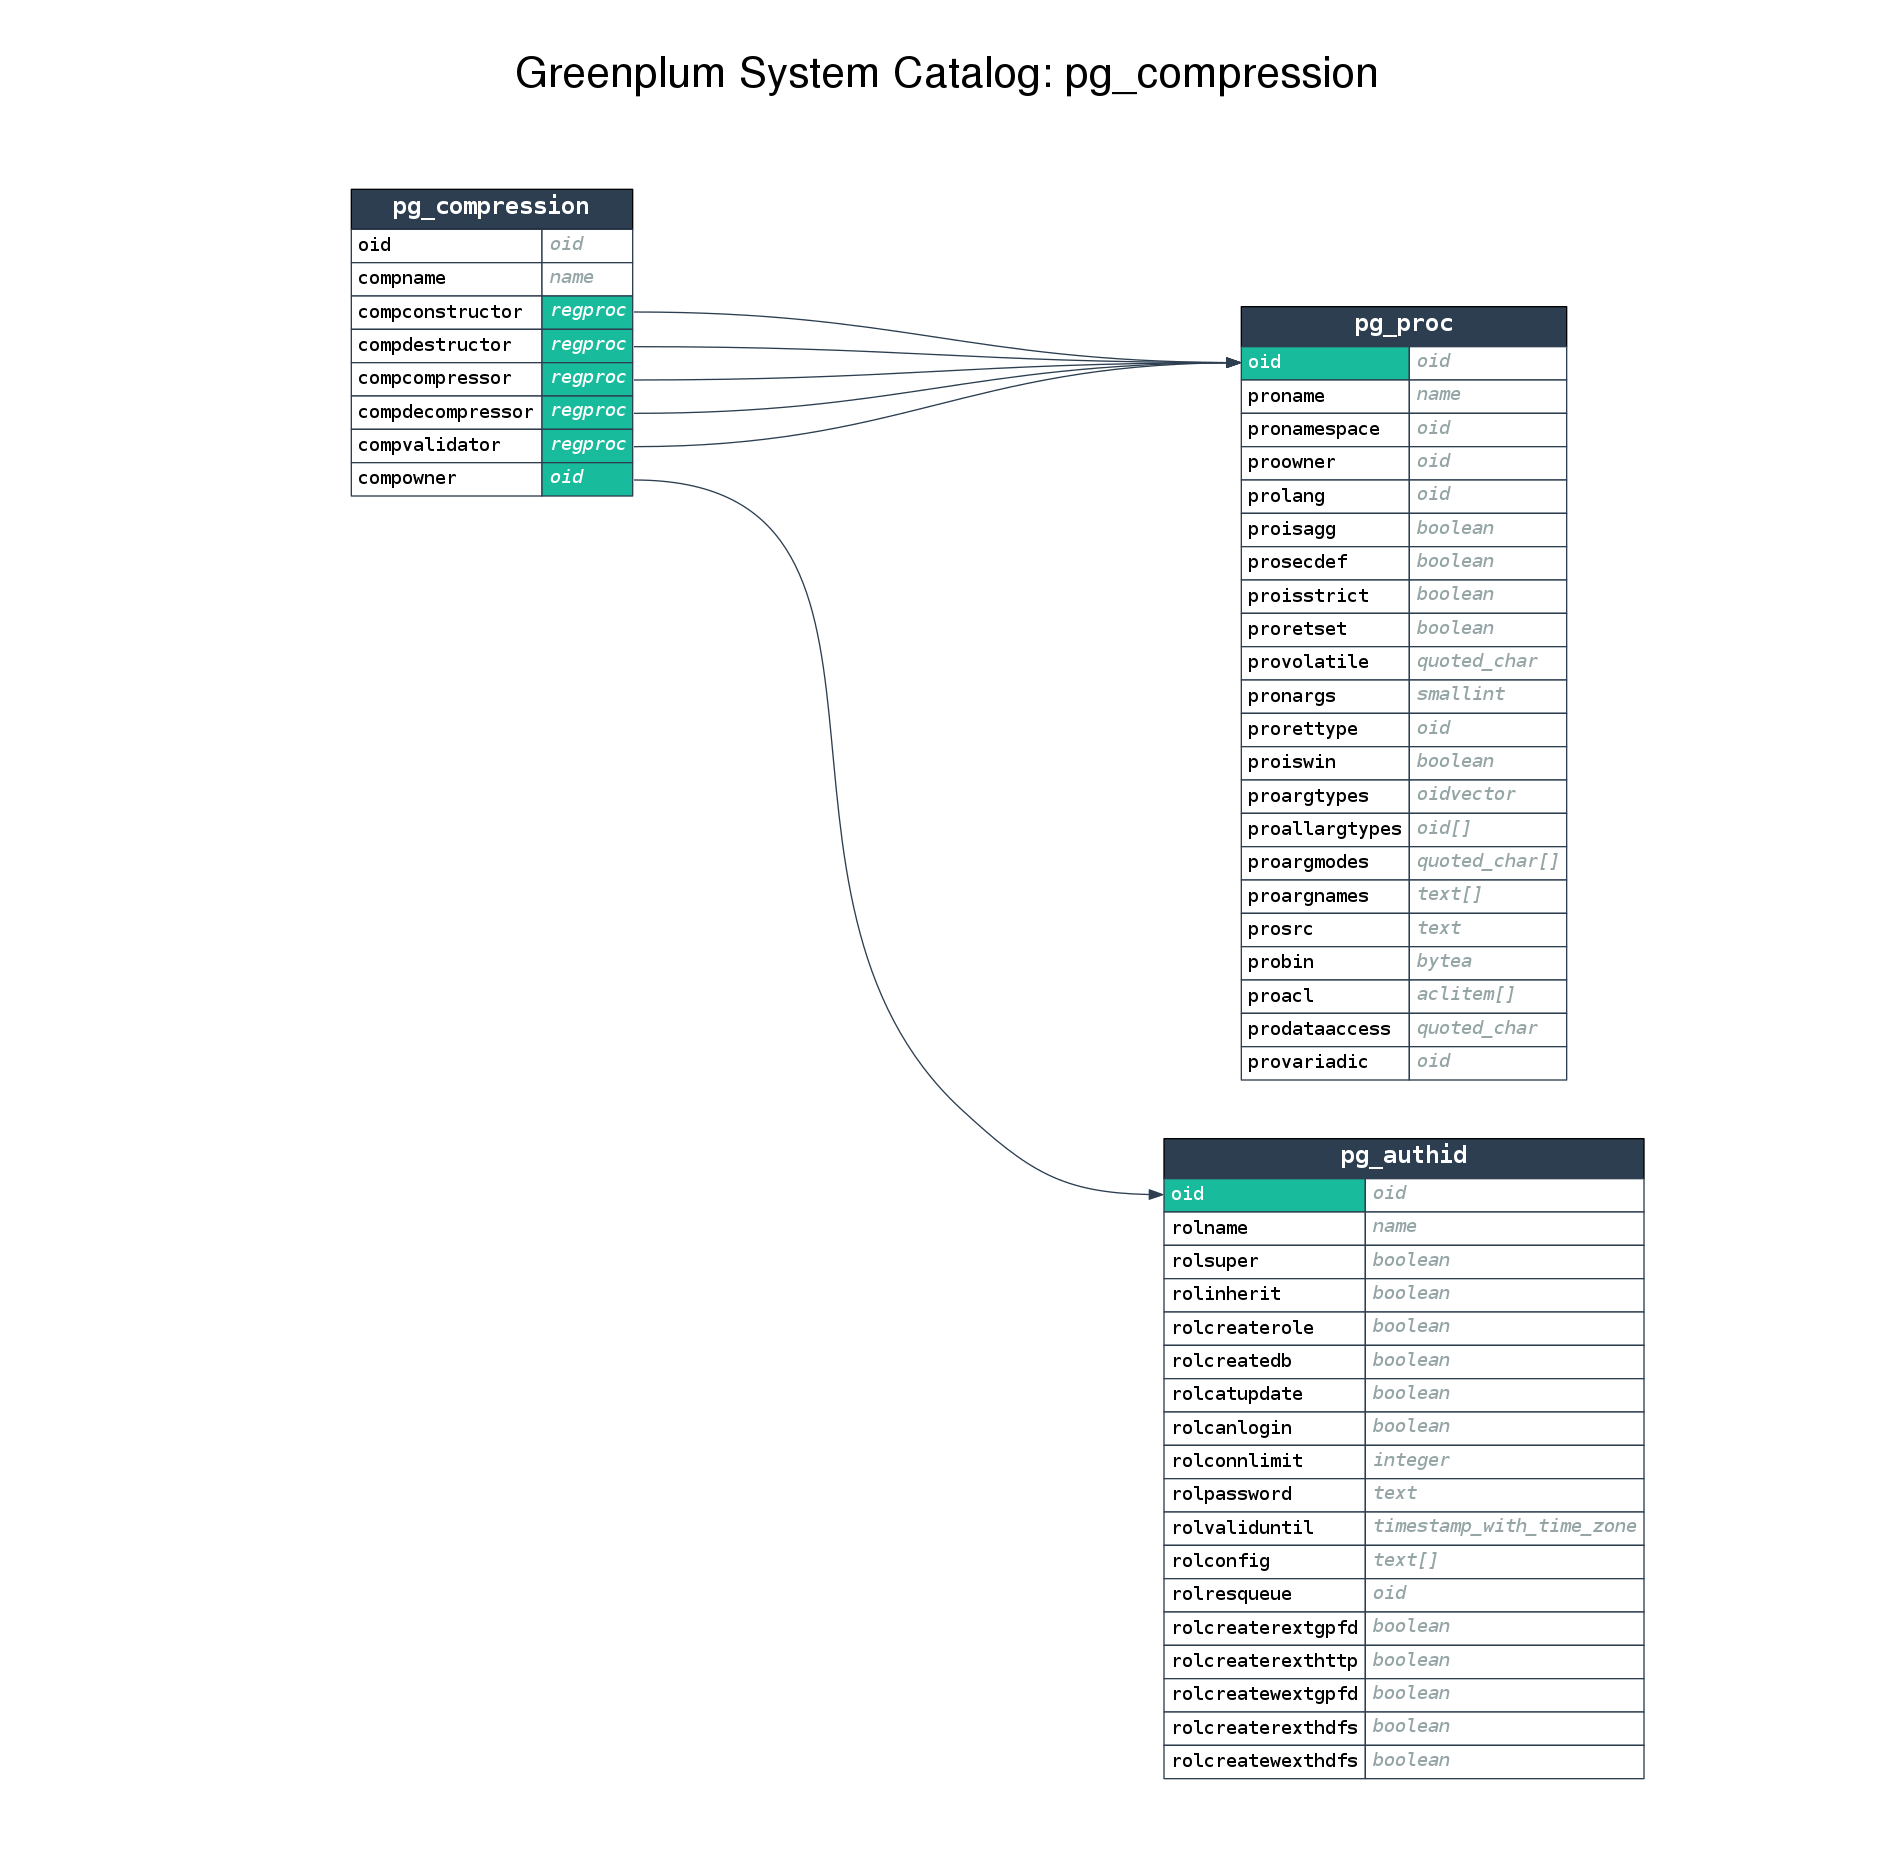 Greenplum System Catalog: pg_compression
pg_compression
oid oid
compname name
compconstructor regproc
compdestructor regproc
compcompressor regproc
compdecompressor regproc
compvalidator regproc
compowner oid
pg_proc
oid oid
proname name
pronamespace oid
proowner oid
prolang oid
proisagg boolean
prosecdef boolean
proisstrict boolean
proretset boolean
provolatile quoted_char
pronargs smallint
prorettype oid
proiswin boolean
proargtypes oidvector
proallargtypes oid[]
proargmodes quoted_char[]
proargnames text[]
prosrc text
probin bytea
proacl aclitem[]
prodataaccess quoted_char
provariadic oid
pg_authid
oid oid
rolname name
rolsuper boolean
rolinherit boolean
rolcreaterole boolean
rolcreatedb boolean
rolcatupdate boolean
rolcanlogin boolean
rolconnlimit integer
rolpassword text
rolvaliduntil timestamp_with_time_zone
rolconfig text[]
rolresqueue oid
rolcreaterextgpfd boolean
rolcreaterexthttp boolean
rolcreatewextgpfd boolean
rolcreaterexthdfs boolean
rolcreatewexthdfs boolean